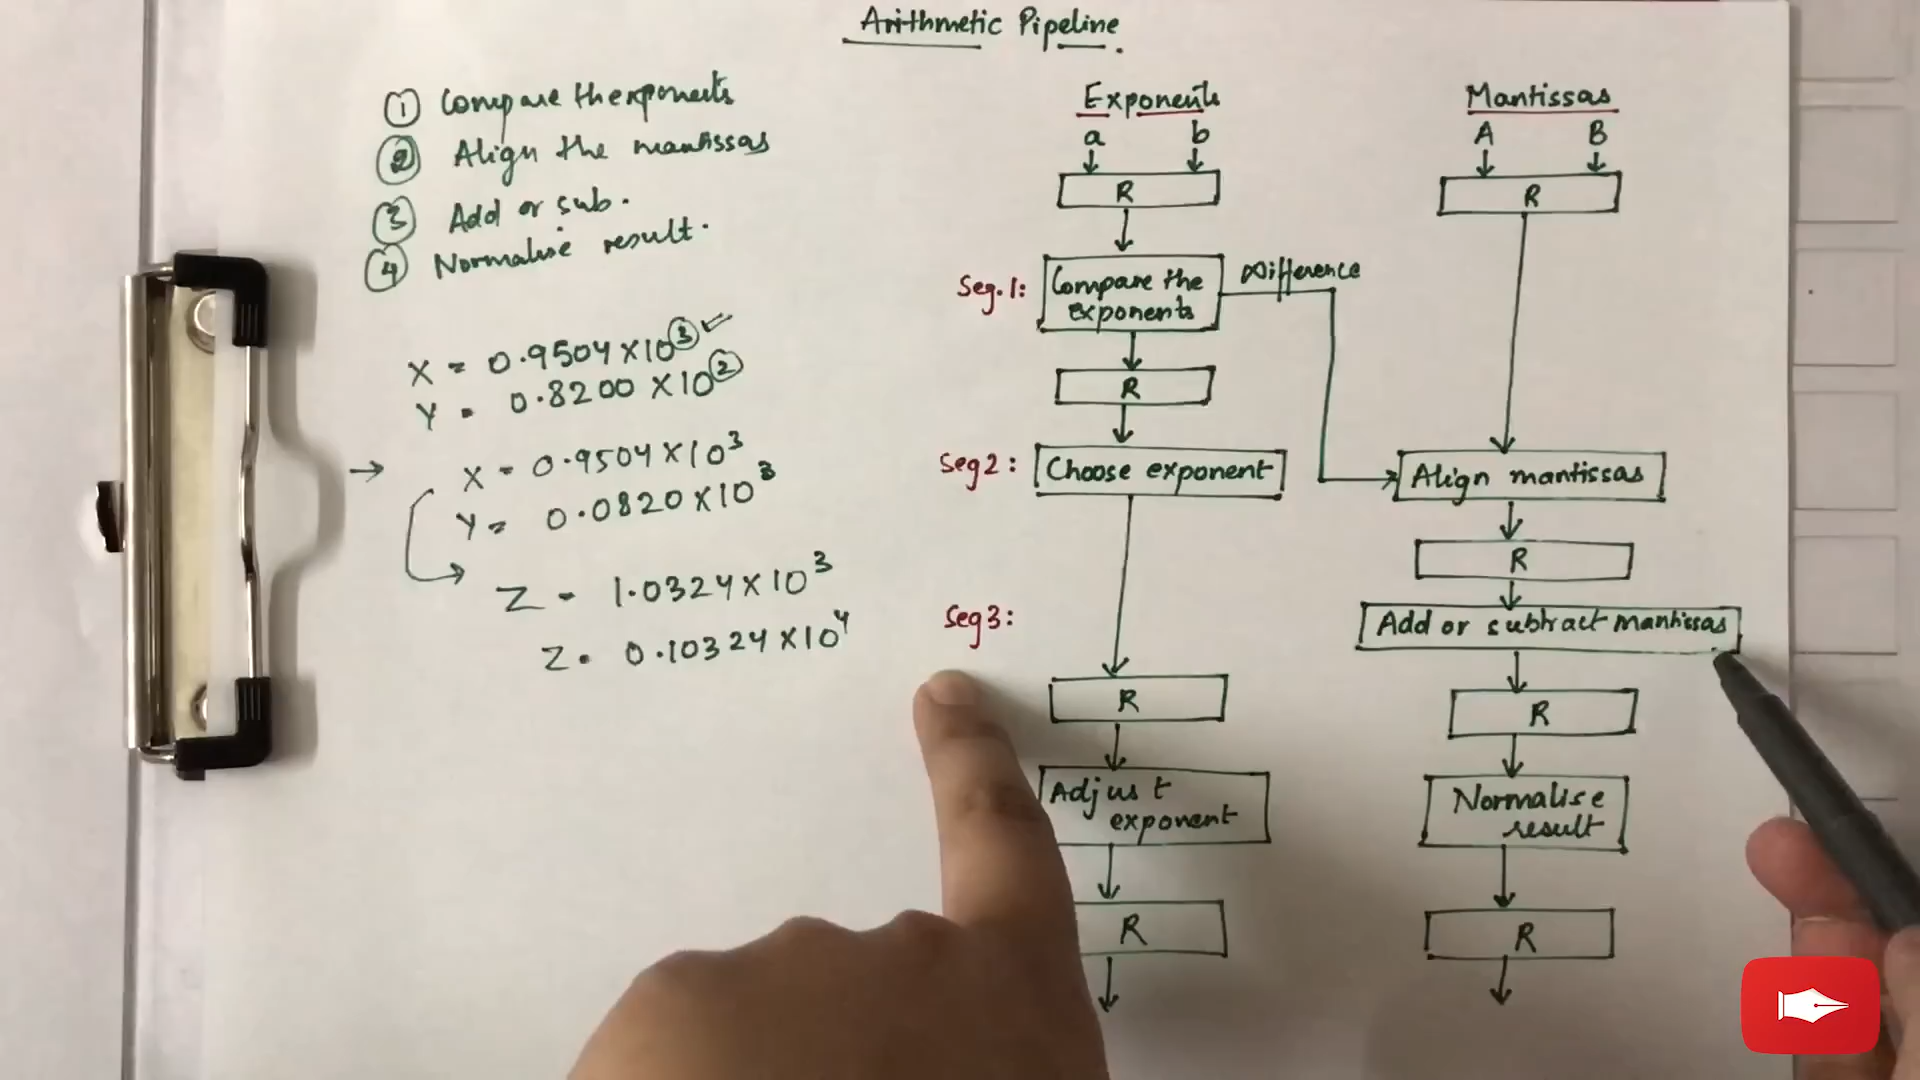 Arithmetic Pipeline.
① Compare the exponents
② Align the mantissas
③ Add or sub.
④ Normalise result.
X = 0.9504 X 10³ ✓
Y = 0.8200 X 10²
→ X = 0.9504 X 10³
Y = 0.0820 X 10³
Z = 1.0324 X 10³
Z = 0.10324 X 10⁴
Exponents
a b
R
Seg. 1: Compare the
exponents
Difference
R
Seg 2: Choose exponent
Seg 3:
R
Adjust
exponent
R
Mantissas
A B
R
Align mantissas
R
Add or subtract mantissas
R
Normalise
result
R